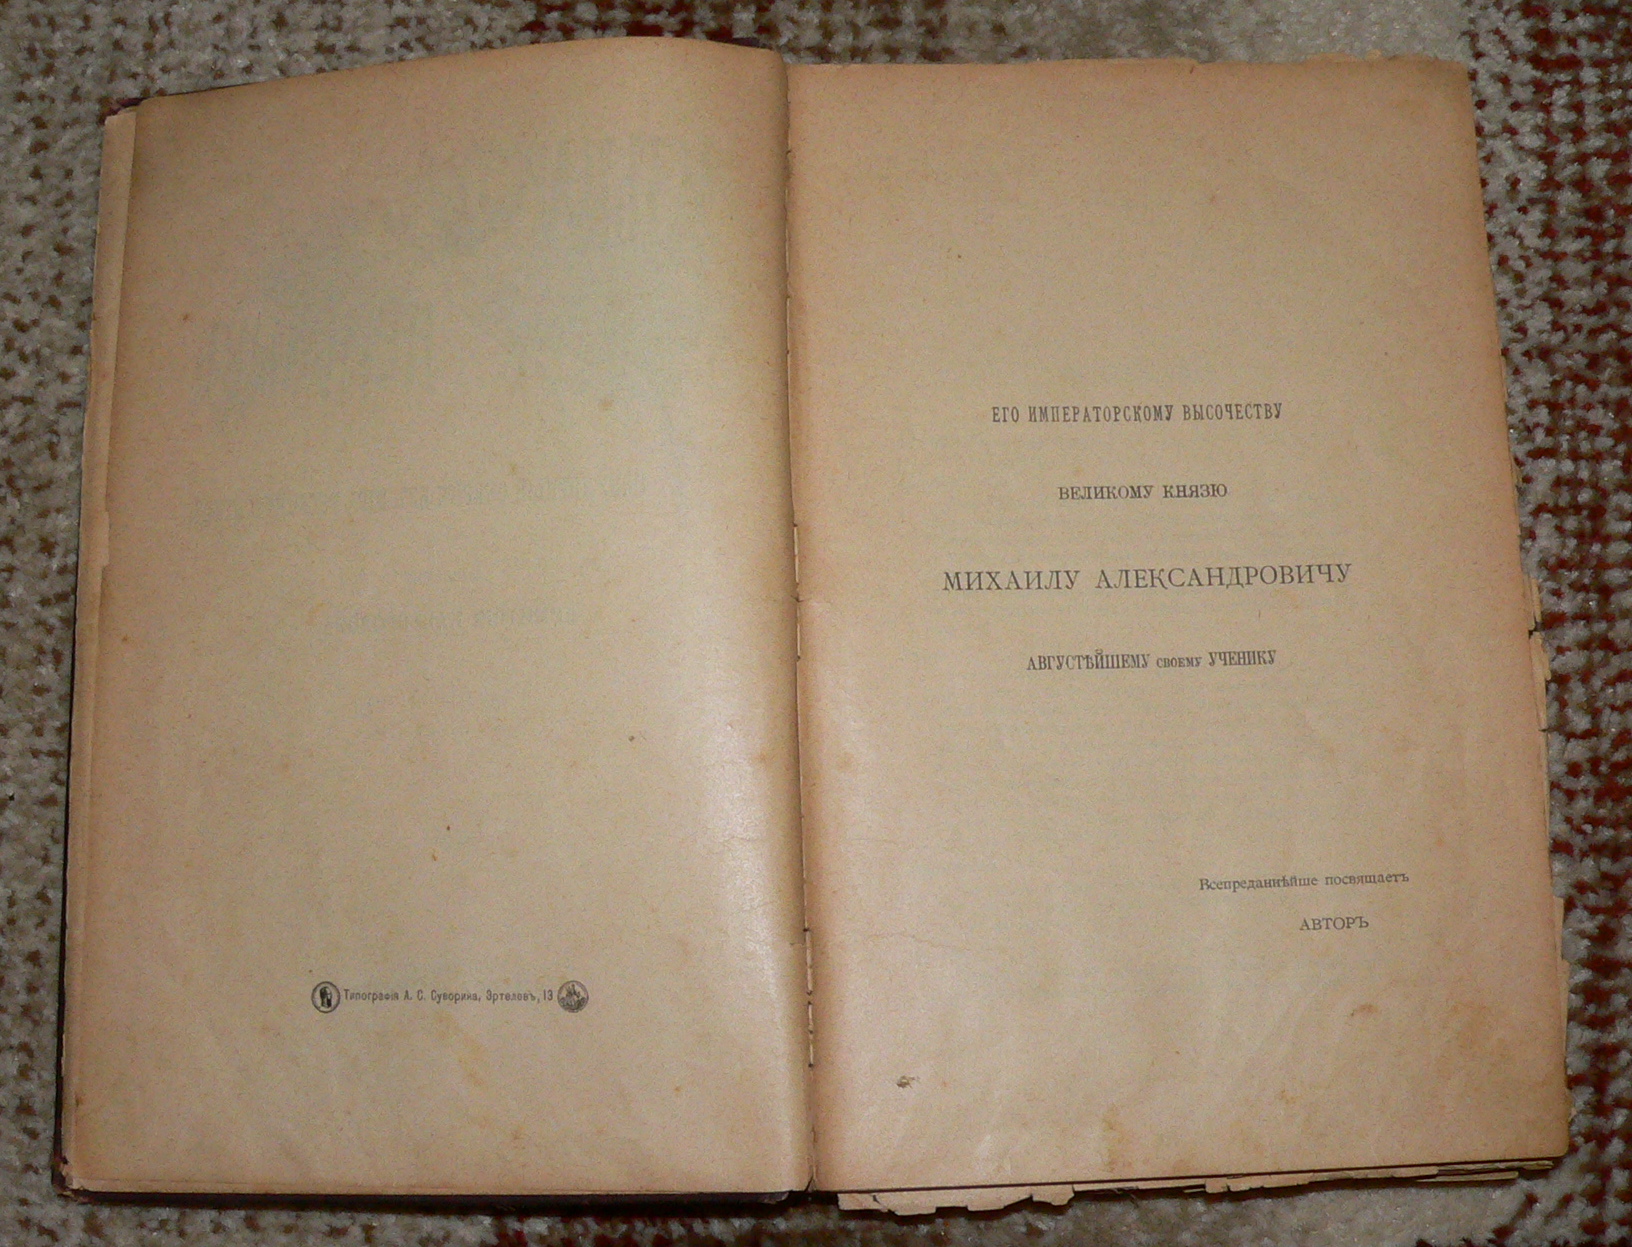 Типографія А. С. Суворина, Эртелевъ, 13
ЕГО ИМПЕРАТОРСКОМУ ВЫСОЧЕСТВУ
ВЕЛИКОМУ КНЯЗЮ
МИХАИЛУ АЛЕКСАНДРОВИЧУ
АВГУСТѢЙШЕМУ СВОЕМУ УЧЕНИКУ
Всепреданнѣйше посвящаетъ
АВТОРЪ